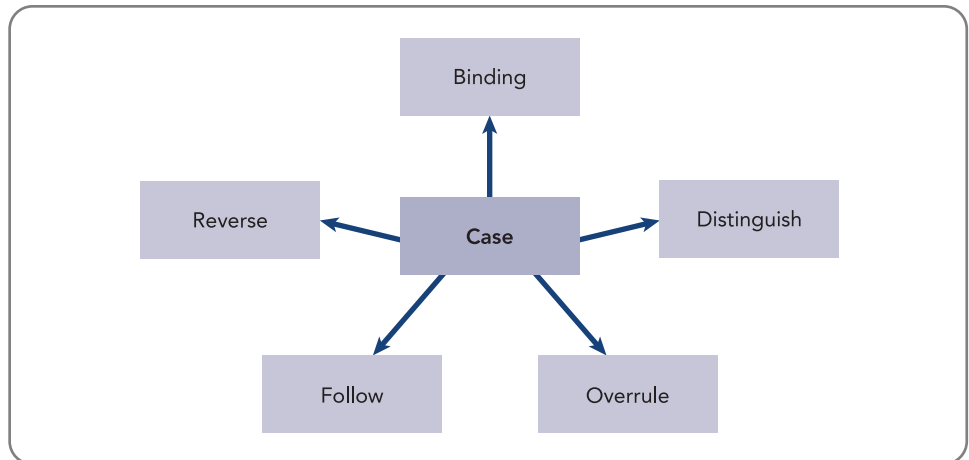 Binding
Reverse
Distinguish
Case
Follow
Overrule